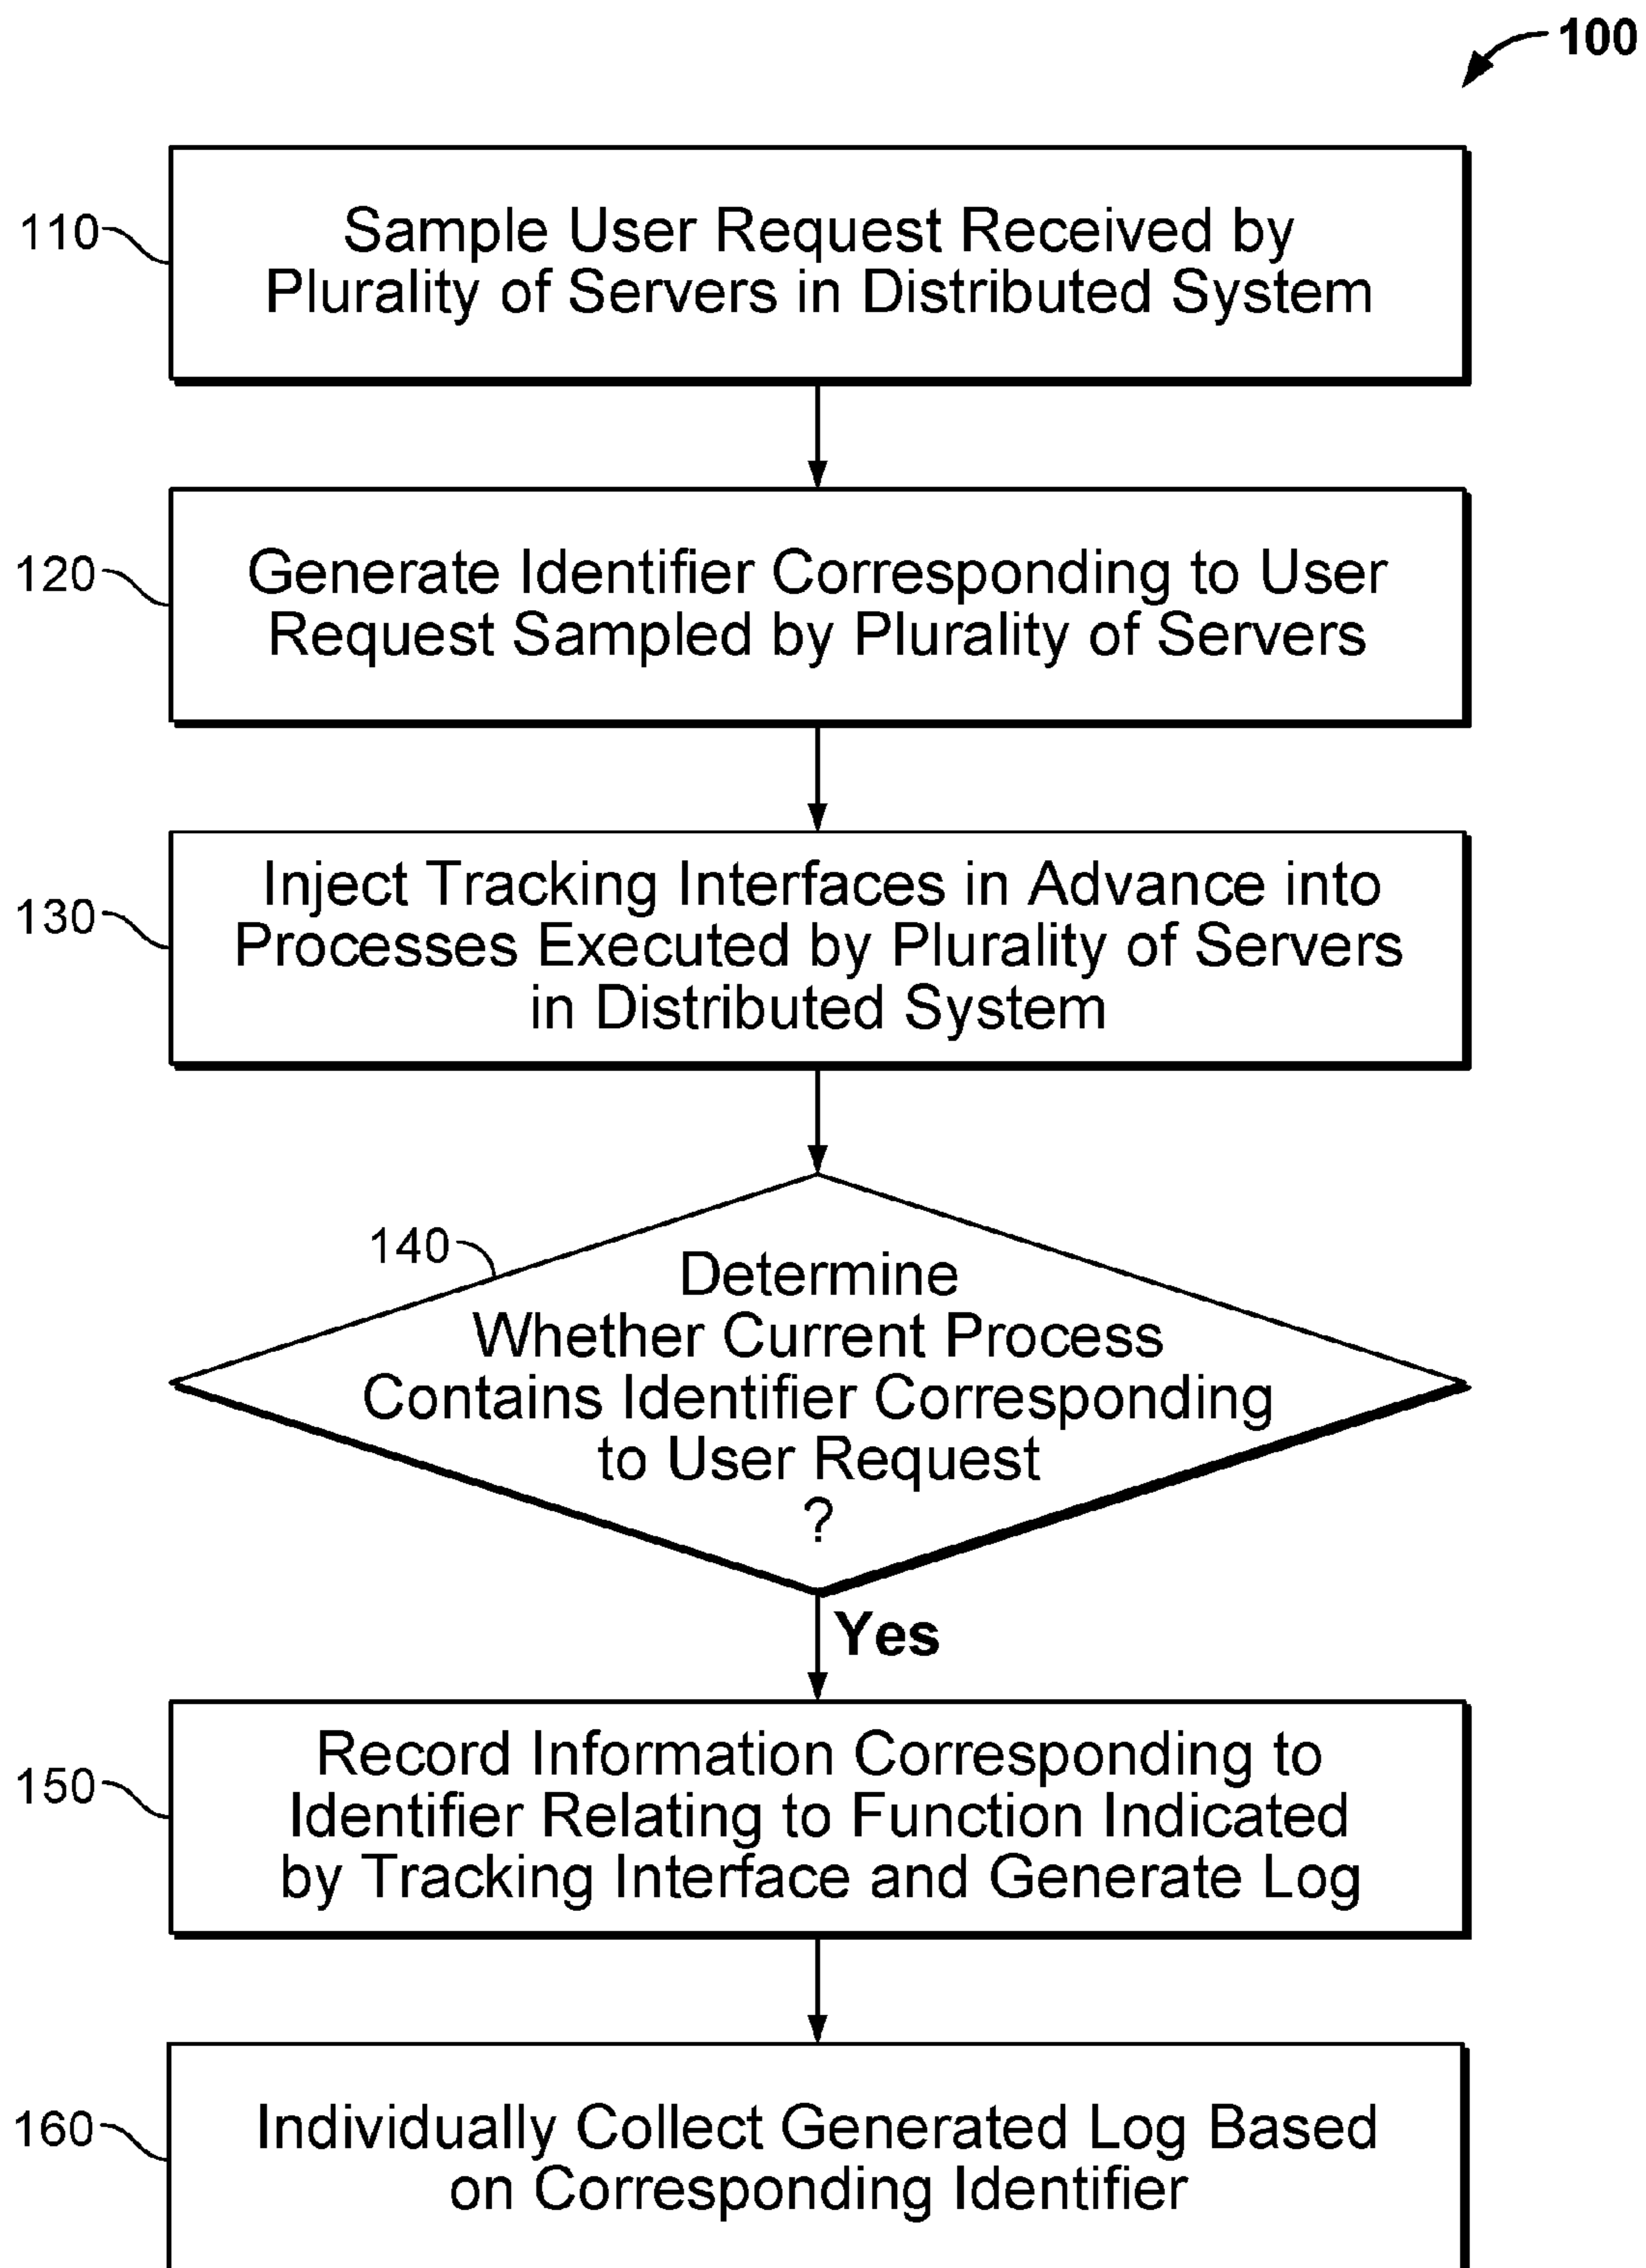 100
110
Sample User Request Received by
Plurality of Servers in Distributed System
120
Generate Identifier Corresponding to User
Request Sampled by Plurality of Servers
130
Inject Tracking Interfaces in Advance into
Processes Executed by Plurality of Servers
in Distributed System
140
Determine
Whether Current Process
Contains Identifier Corresponding
to User Request
?
Yes
150
Record Information Corresponding to
Identifier Relating to Function Indicated
by Tracking Interface and Generate Log
160
Individually Collect Generated Log Based
on Corresponding Identifier